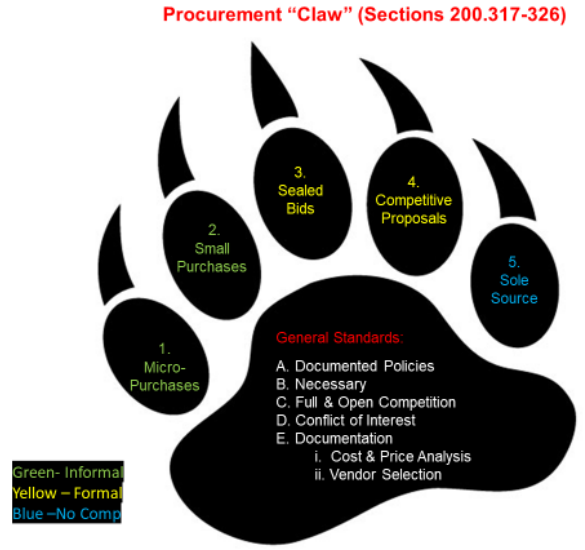 Procurement “Claw” (Sections 200.317-326)
1.
Micro-
Purchases
2.
Small
Purchases
3.
Sealed
Bids
4.
Competitive
Proposals
5.
Sole
Source
General Standards:
A. Documented Policies
B. Necessary
C. Full & Open Competition
D. Conflict of Interest
E. Documentation
i. Cost & Price Analysis
ii. Vendor Selection
Green- Informal
Yellow – Formal
Blue –No Comp